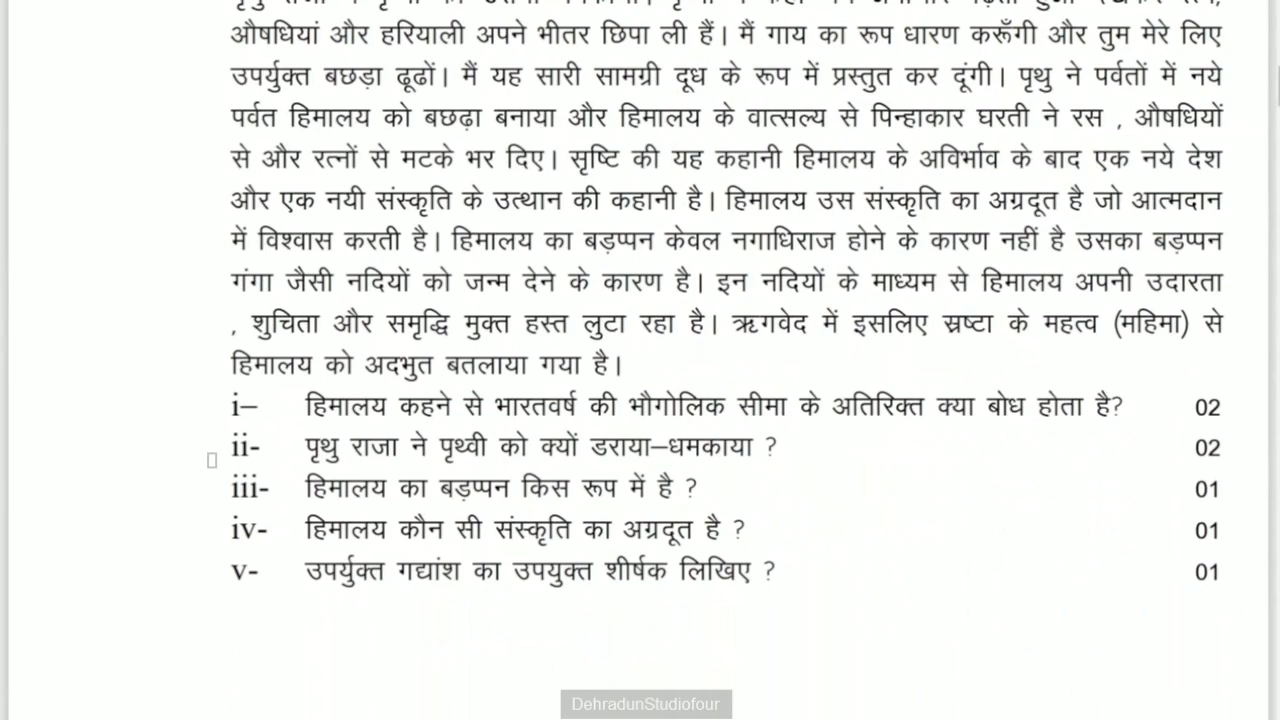 औषधियां और हरियाली अपने भीतर छिपा ली हैं। मैं गाय का रूप धारण करूँगी और तुम मेरे लिए
उपर्युक्त बछड़ा ढूढों। मैं यह सारी सामग्री दूध के रूप में प्रस्तुत कर दूंगी। पृथु ने पर्वतों में नये
पर्वत हिमालय को बछढ़ा बनाया और हिमालय के वात्सल्य से पिन्हाकार घरती ने रस , औषधियों
से और रत्नों से मटके भर दिए। सृष्टि की यह कहानी हिमालय के अविर्भाव के बाद एक नये देश
और एक नयी संस्कृति के उत्थान की कहानी है। हिमालय उस संस्कृति का अग्रदूत है जो आत्मदान
में विश्वास करती है। हिमालय का बड़प्पन केवल नगाधिराज होने के कारण नहीं है उसका बड़प्पन
गंगा जैसी नदियों को जन्म देने के कारण है। इन नदियों के माध्यम से हिमालय अपनी उदारता
, शुचिता और समृद्धि मुक्त हस्त लुटा रहा है। ऋगवेद में इसलिए स्रष्टा के महत्व (महिमा) से
हिमालय को अदभुत बतलाया गया है।
i– हिमालय कहने से भारतवर्ष की भौगोलिक सीमा के अतिरिक्त क्या बोध होता है? 02
ii- पृथु राजा ने पृथ्वी को क्यों डराया–धमकाया ? 02
iii- हिमालय का बड़प्पन किस रूप में है ? 01
iv- हिमालय कौन सी संस्कृति का अग्रदूत है ? 01
v- उपर्युक्त गद्यांश का उपयुक्त शीर्षक लिखिए ? 01
DehradunStudiofour